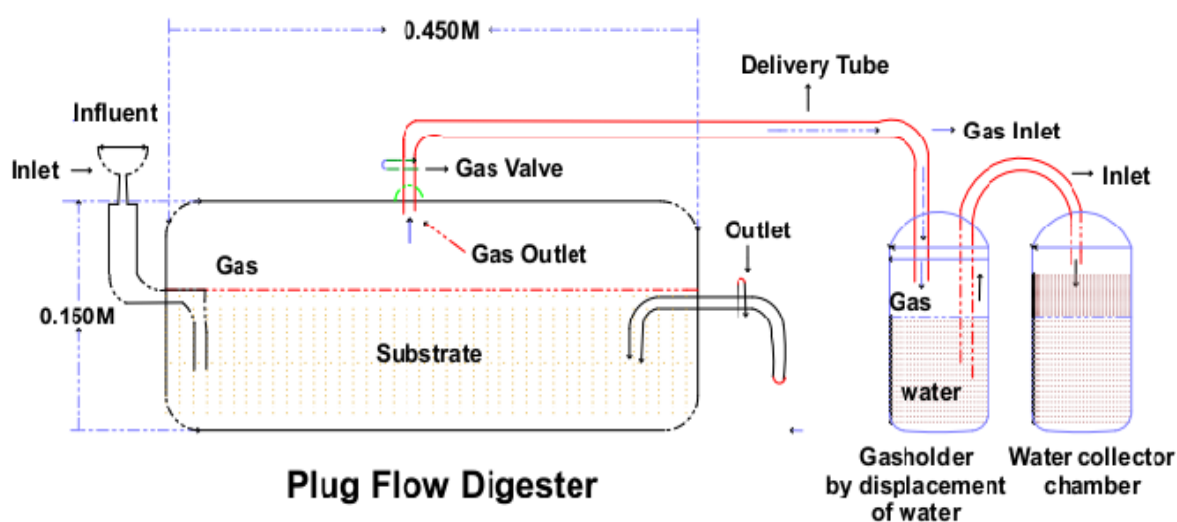 0.450M
Delivery Tube
Influent
Gas Inlet
Inlet
Gas Valve
Inlet
Outlet
Gas Outlet
Gas
Gas
0.150M
Substrate
water
Plug Flow Digester
Gasholder
by displacement
of water
Water collector
chamber